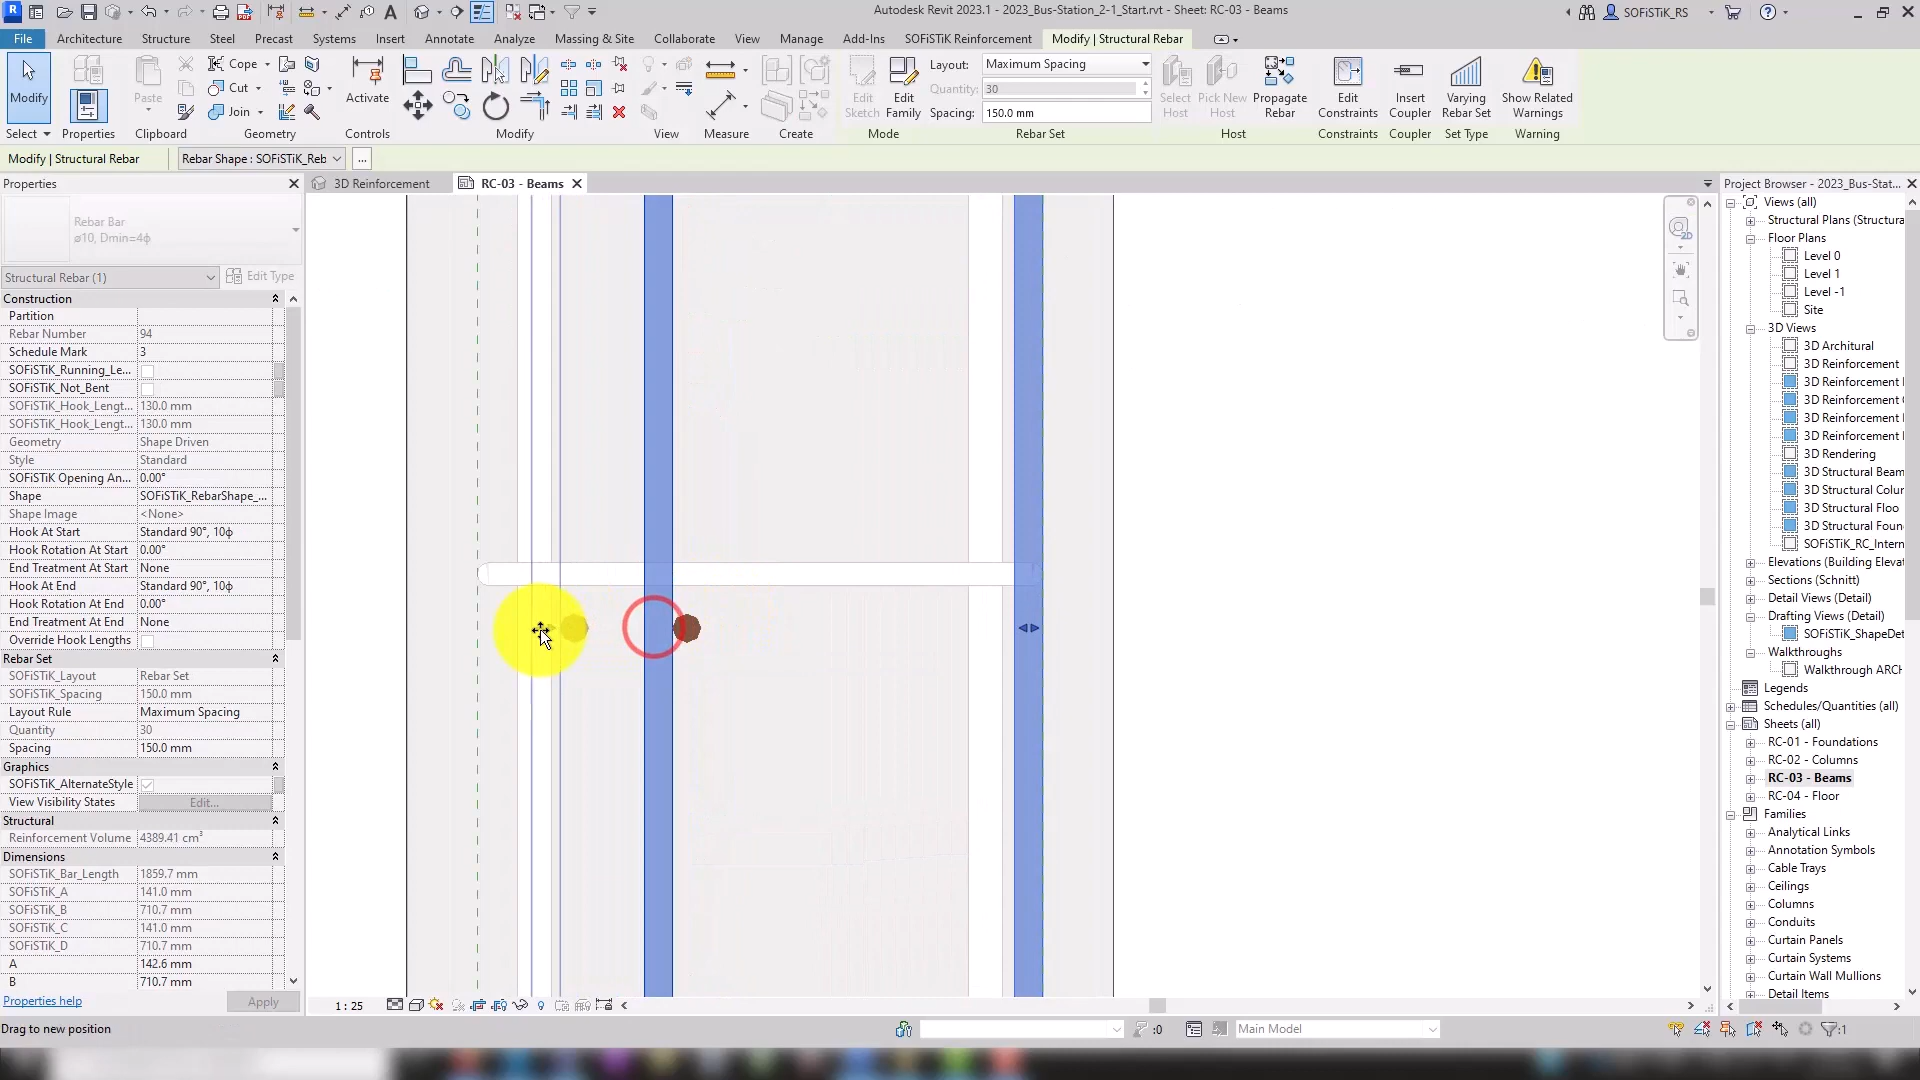 Autodesk Revit 2023.1 - 2023_Bus-Station_2-1_Start.rvt - Sheet: RC-03 - Beams
SOFiSTiK_RS
File Architecture Structure Steel Precast Systems Insert Annotate Analyze Massing & Site Collaborate View Manage Add-Ins SOFiSTiK Reinforcement Modify | Structural Rebar
Cope
Cut
Join
Layout: Maximum Spacing
Quantity: 30
Spacing: 150.0 mm
Modify
Paste
Activate
Edit Sketch
Edit Family
Select Host
Pick New Host
Propagate Rebar
Edit Constraints
Insert Coupler
Varying Rebar Set
Show Related Warnings
Select Properties Clipboard Geometry Controls Modify View Measure Create Mode Rebar Set Host Constraints Coupler Set Type Warning
Modify | Structural Rebar
Rebar Shape : SOFiSTiK_Reb
...
Properties
3D Reinforcement
RC-03 - Beams
Project Browser - 2023_Bus-Stat...
Rebar Bar
ø10, Dmin=4ϕ
Structural Rebar (1)
Edit Type
Construction
Partition
Rebar Number 94
Schedule Mark 3
SOFiSTiK_Running_Le...
SOFiSTiK_Not_Bent
SOFiSTiK_Hook_Lengt... 130.0 mm
SOFiSTiK_Hook_Lengt... 130.0 mm
Geometry Shape Driven
Style Standard
SOFiSTiK Opening An... 0.00°
Shape SOFiSTiK_RebarShape_...
Shape Image <None>
Hook At Start Standard 90°, 10ϕ
Hook Rotation At Start 0.00°
End Treatment At Start None
Hook At End Standard 90°, 10ϕ
Hook Rotation At End 0.00°
End Treatment At End None
Override Hook Lengths
Rebar Set
SOFiSTiK_Layout Rebar Set
SOFiSTiK_Spacing 150.0 mm
Layout Rule Maximum Spacing
Quantity 30
Spacing 150.0 mm
Graphics
SOFiSTiK_AlternateStyle
View Visibility States Edit...
Structural
Reinforcement Volume 4389.41 cm³
Dimensions
SOFiSTiK_Bar_Length 1859.7 mm
SOFiSTiK_A 141.0 mm
SOFiSTiK_B 710.7 mm
SOFiSTiK_C 141.0 mm
SOFiSTiK_D 710.7 mm
A 142.6 mm
B 710.7 mm
Properties help
Apply
2D
1 : 25
Views (all)
Structural Plans (Structura
Floor Plans
Level 0
Level 1
Level -1
Site
3D Views
3D Architural
3D Reinforcement
3D Reinforcement
3D Reinforcement
3D Reinforcement
3D Reinforcement
3D Rendering
3D Structural Beam
3D Structural Colur
3D Structural Floo
3D Structural Foun
SOFiSTiK_RC_Intern
Elevations (Building Elevat
Sections (Schnitt)
Detail Views (Detail)
Drafting Views (Detail)
SOFiSTiK_ShapeDet
Walkthroughs
Walkthrough ARCH
Legends
Schedules/Quantities (all)
Sheets (all)
RC-01 - Foundations
RC-02 - Columns
RC-03 - Beams
RC-04 - Floor
Families
Analytical Links
Annotation Symbols
Cable Trays
Ceilings
Columns
Conduits
Curtain Panels
Curtain Systems
Curtain Wall Mullions
Detail Items
Drag to new position
:0
Main Model
:1